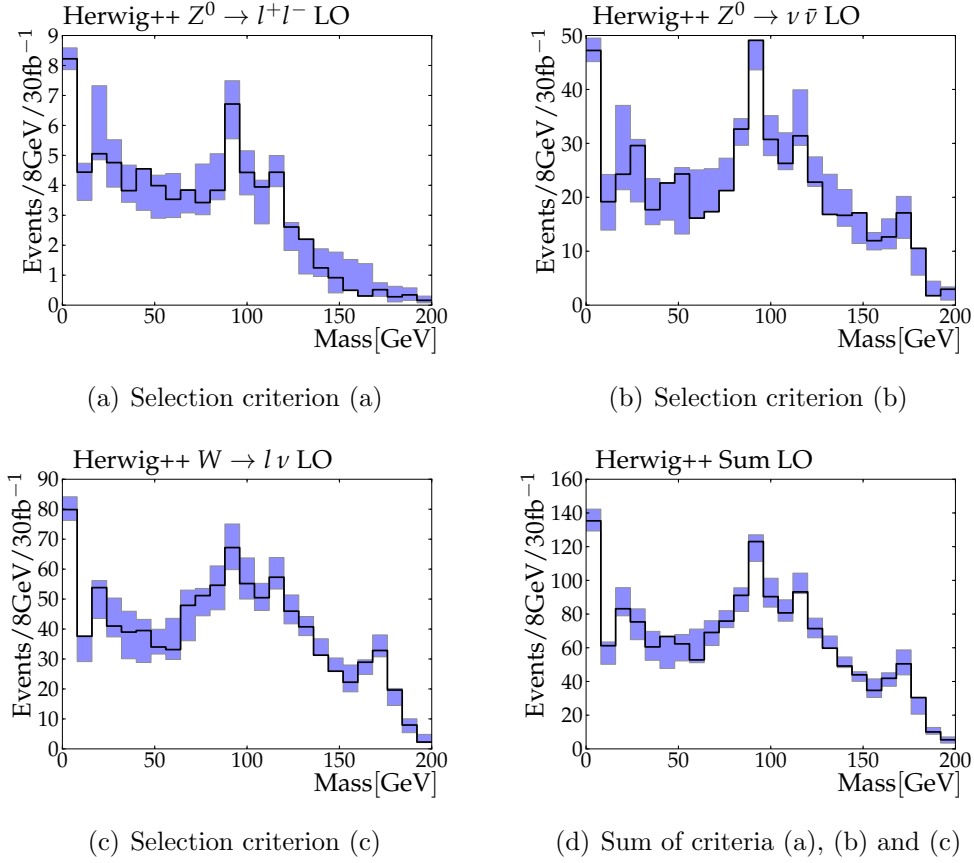 Herwig++ Z⁰ → l⁺l⁻ LO
Events/8GeV/30fb⁻¹
9
8
7
6
5
4
3
2
1
0
0 50 100 150 200
Mass[GeV]
(a) Selection criterion (a)
Herwig++ Z⁰ → ν ν̄ LO
Events/8GeV/30fb⁻¹
50
40
30
20
10
0
0 50 100 150 200
Mass[GeV]
(b) Selection criterion (b)
Herwig++ W → l ν LO
Events/8GeV/30fb⁻¹
90
80
70
60
50
40
30
20
10
0
0 50 100 150 200
Mass[GeV]
(c) Selection criterion (c)
Herwig++ Sum LO
Events/8GeV/30fb⁻¹
160
140
120
100
80
60
40
20
0
0 50 100 150 200
Mass[GeV]
(d) Sum of criteria (a), (b) and (c)